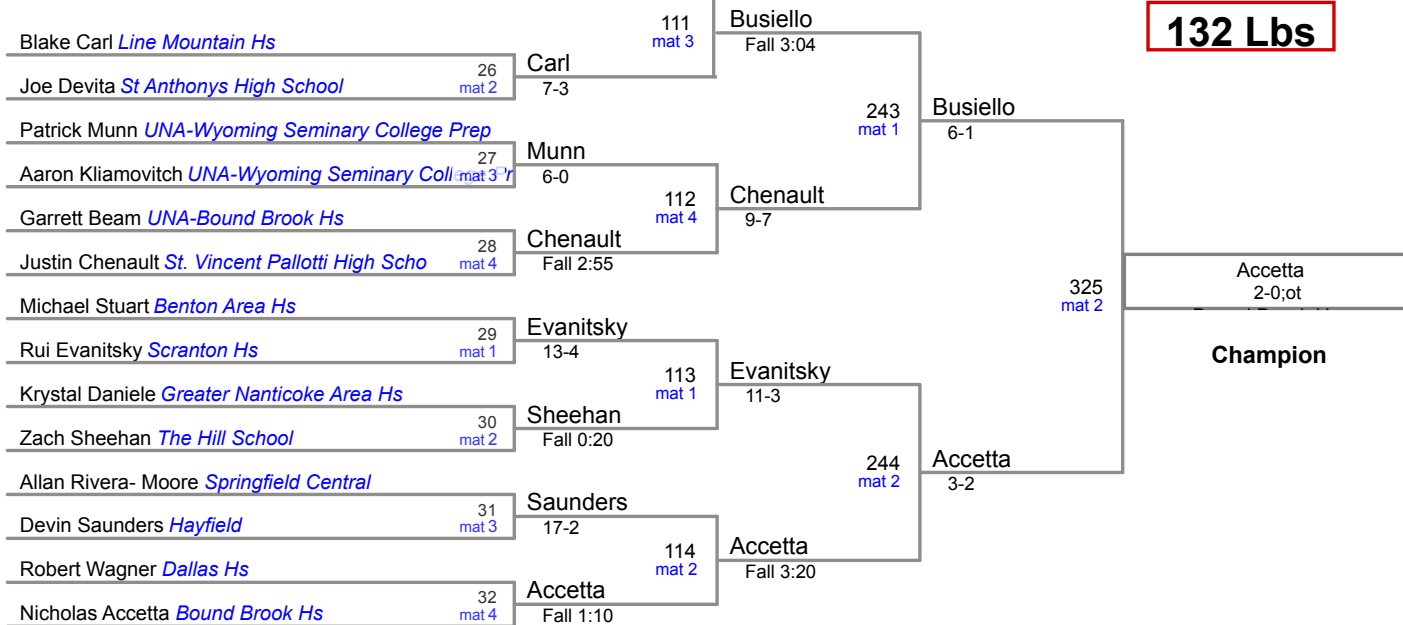 132 Lbs
Blake Carl Line Mountain Hs
Joe Devita St Anthonys High School
26
mat 2
Patrick Munn UNA-Wyoming Seminary College Prep
Aaron Kliamovitch UNA-Wyoming Seminary College Pr
27
mat 3
Garrett Beam UNA-Bound Brook Hs
Justin Chenault St. Vincent Pallotti High Scho
28
mat 4
Michael Stuart Benton Area Hs
Rui Evanitsky Scranton Hs
29
mat 1
Krystal Daniele Greater Nanticoke Area Hs
Zach Sheehan The Hill School
30
mat 2
Allan Rivera- Moore Springfield Central
Devin Saunders Hayfield
31
mat 3
Robert Wagner Dallas Hs
Nicholas Accetta Bound Brook Hs
32
mat 4
Carl
7-3
Munn
6-0
Chenault
Fall 2:55
Evanitsky
13-4
Sheehan
Fall 0:20
Saunders
17-2
Accetta
Fall 1:10
111
mat 3
112
mat 4
113
mat 1
114
mat 2
Busiello
Fall 3:04
Chenault
9-7
Evanitsky
11-3
Accetta
Fall 3:20
243
mat 1
244
mat 2
Busiello
6-1
Accetta
3-2
325
mat 2
Accetta
2-0;ot
Champion